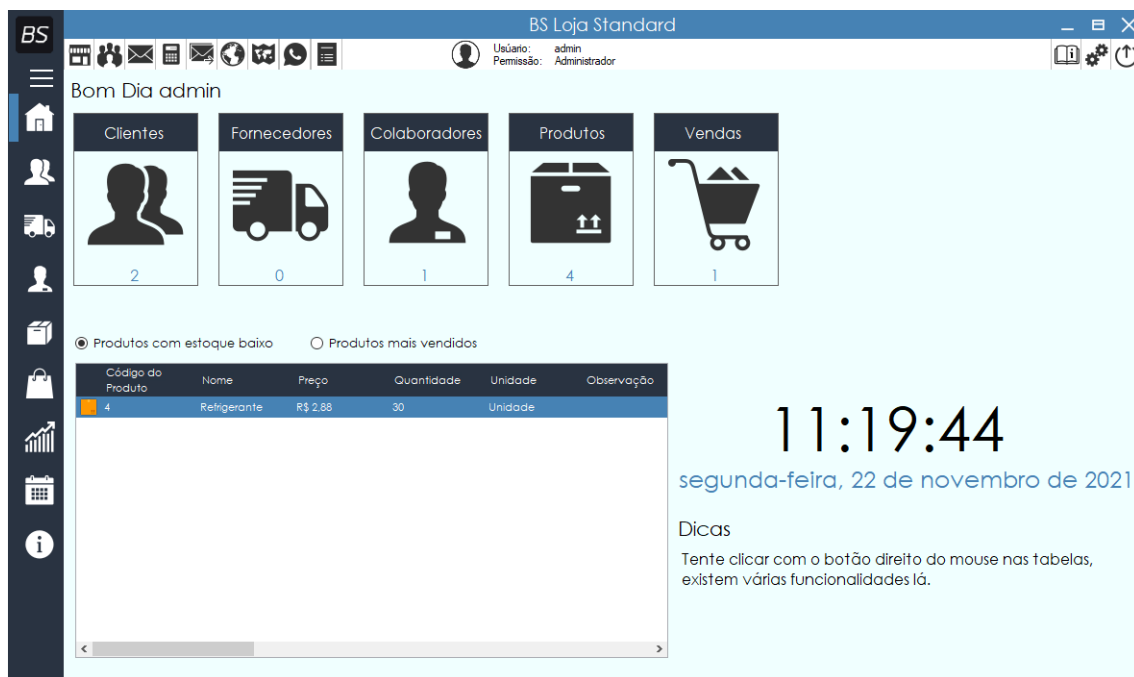 BS
BS Loja Standard
Usúario: admin
Permissão: Administrador
Bom Dia admin
Clientes
Fornecedores
Colaboradores
Produtos
Vendas
2
0
1
4
1
Produtos com estoque baixo
Produtos mais vendidos
Código do Produto
Nome
Preço
Quantidade
Unidade
Observação
4
Refrigerante
R$ 2,88
30
Unidade
11:19:44
segunda-feira, 22 de novembro de 2021
Dicas
Tente clicar com o botão direito do mouse nas tabelas,
existem várias funcionalidades lá.